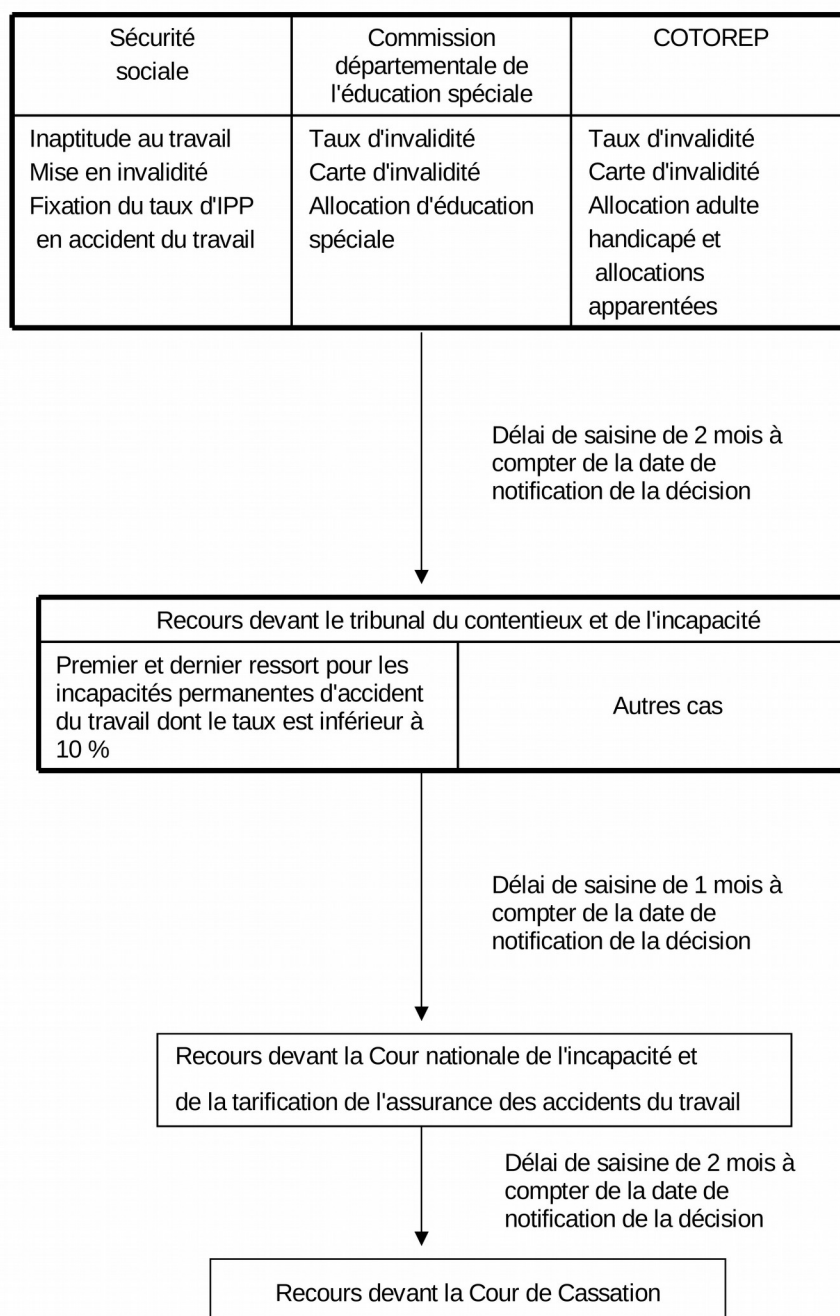 Sécurité
sociale
Commission
départementale de
l'éducation spéciale
COTOREP
Inaptitude au travail
Mise en invalidité
Fixation du taux d'IPP
en accident du travail
Taux d'invalidité
Carte d'invalidité
Allocation d'éducation
spéciale
Taux d'invalidité
Carte d'invalidité
Allocation adulte
handicapé et
allocations
apparentées
Délai de saisine de 2 mois à
compter de la date de
notification de la décision
Recours devant le tribunal du contentieux et de l'incapacité
Premier et dernier ressort pour les
incapacités permanentes d'accident
du travail dont le taux est inférieur à
10 %
Autres cas
Délai de saisine de 1 mois à
compter de la date de
notification de la décision
Recours devant la Cour nationale de l'incapacité et
de la tarification de l'assurance des accidents du travail
Délai de saisine de 2 mois à
compter de la date de
notification de la décision
Recours devant la Cour de Cassation